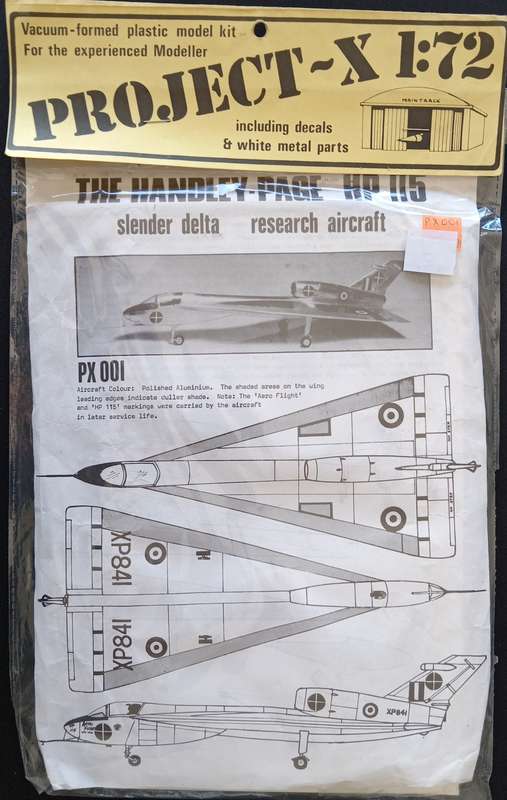 Vacuum-formed plastic model kit
For the experienced Modeller
PROJECT~X 1:72
including decals
& white metal parts
MAINTRACK
THE HANDLEY-PAGE HP 115
slender delta research aircraft
PX 001
PX 001
Aircraft Colour: Polished Aluminium. The shaded areas on the wing
leading edges indicate duller shade. Note: The 'Aero Flight'
and 'HP 115' markings were carried by the aircraft
in later service life.
XP841
XP841
XP841